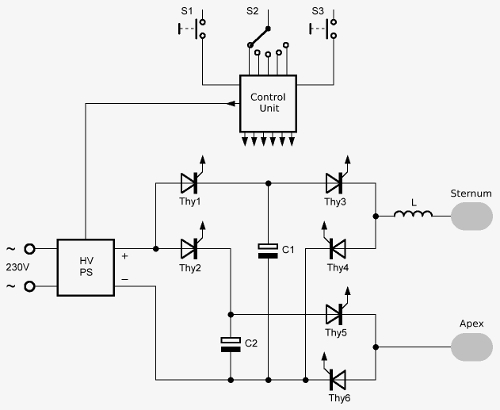 S1
S2
S3
Control
Unit
Thy1
Thy3
L
Sternum
~
230V
~
HV
PS
+
−
Thy2
C1
Thy4
Apex
C2
Thy5
Thy6